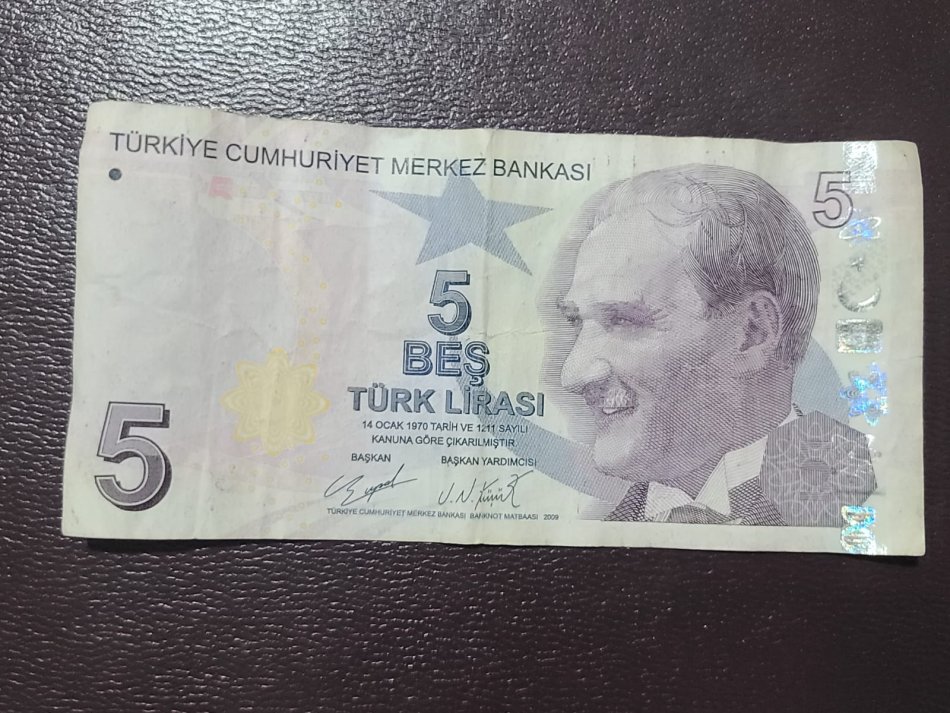 TÜRKİYE CUMHURİYET MERKEZ BANKASI
5
5
BEŞ
TÜRK LİRASI
14 OCAK 1970 TARİH VE 1211 SAYILI
KANUNA GÖRE ÇIKARILMIŞTIR.
BAŞKAN BAŞKAN YARDIMCISI
5
TÜRKİYE CUMHURİYET MERKEZ BANKASI BANKNOT MATBAASI 2009